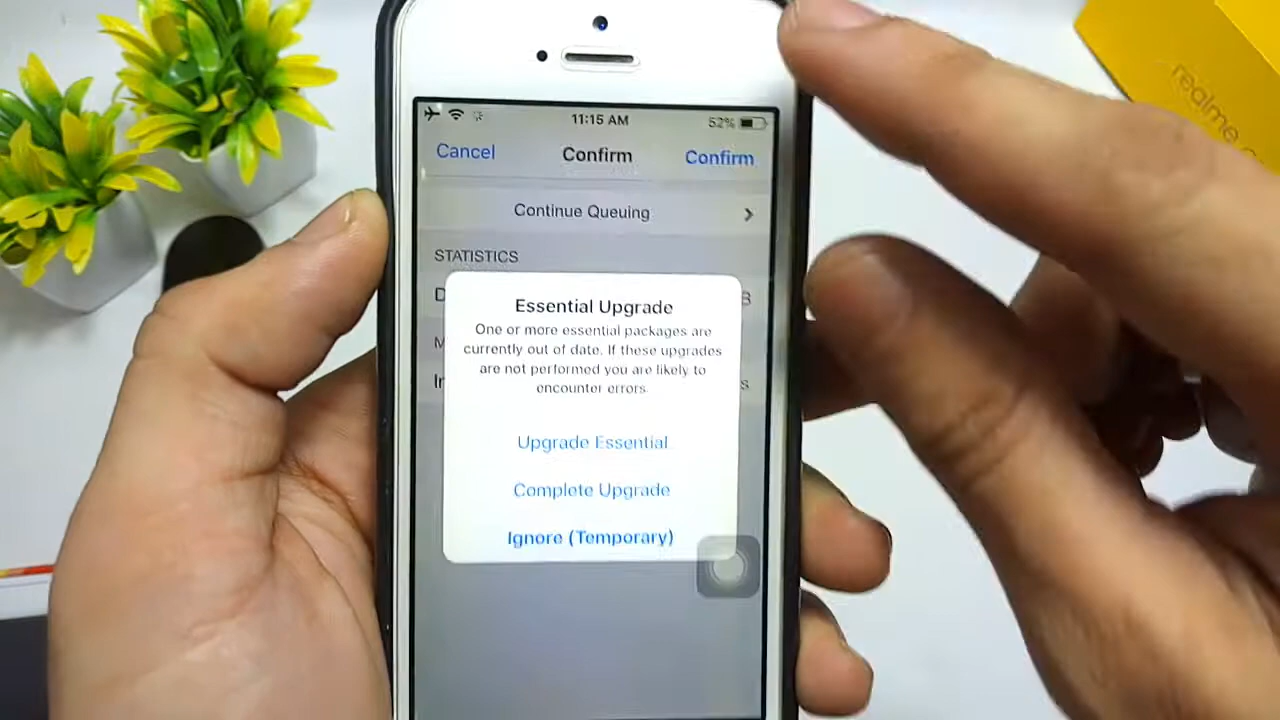 realme
11:15 AM
52%
Cancel
Confirm
Confirm
Continue Queuing
STATISTICS
Essential Upgrade
One or more essential packages are
currently out of date. If these upgrades
are not performed you are likely to
encounter errors.
Upgrade Essential
Complete Upgrade
Ignore (Temporary)